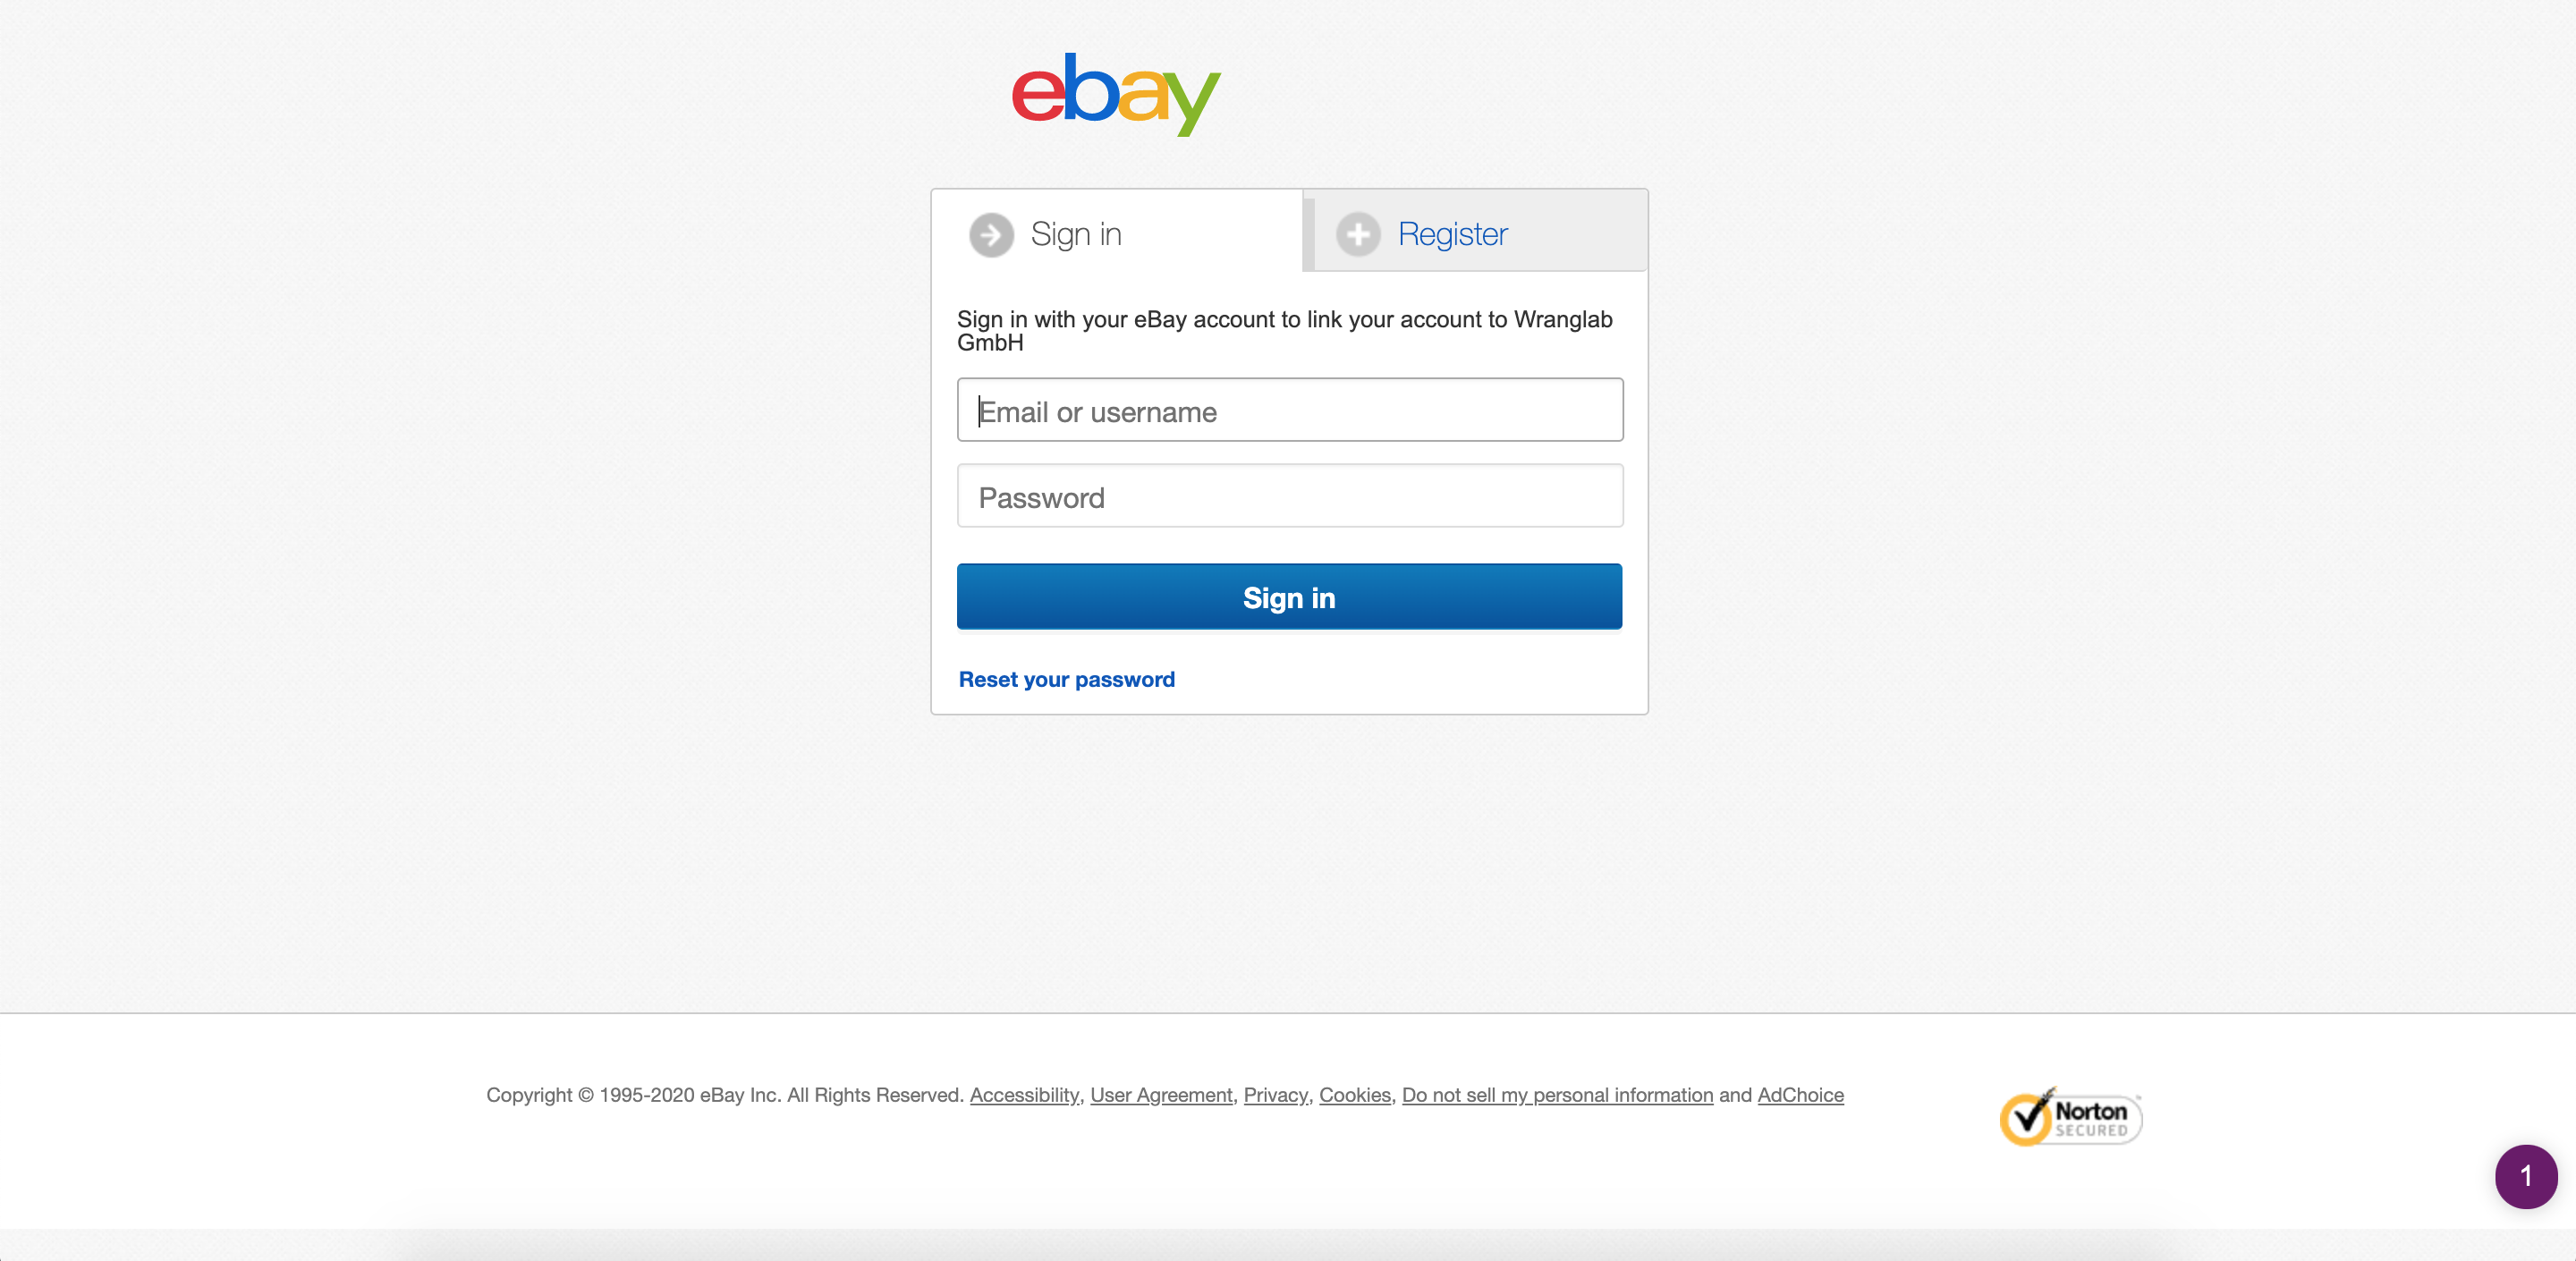 ebay
Sign in
Register
Sign in with your eBay account to link your account to Wranglab
GmbH
Email or username
Password
Sign in
Reset your password
Copyright © 1995-2020 eBay Inc. All Rights Reserved. Accessibility, User Agreement, Privacy, Cookies, Do not sell my personal information and AdChoice
Norton
SECURED
1